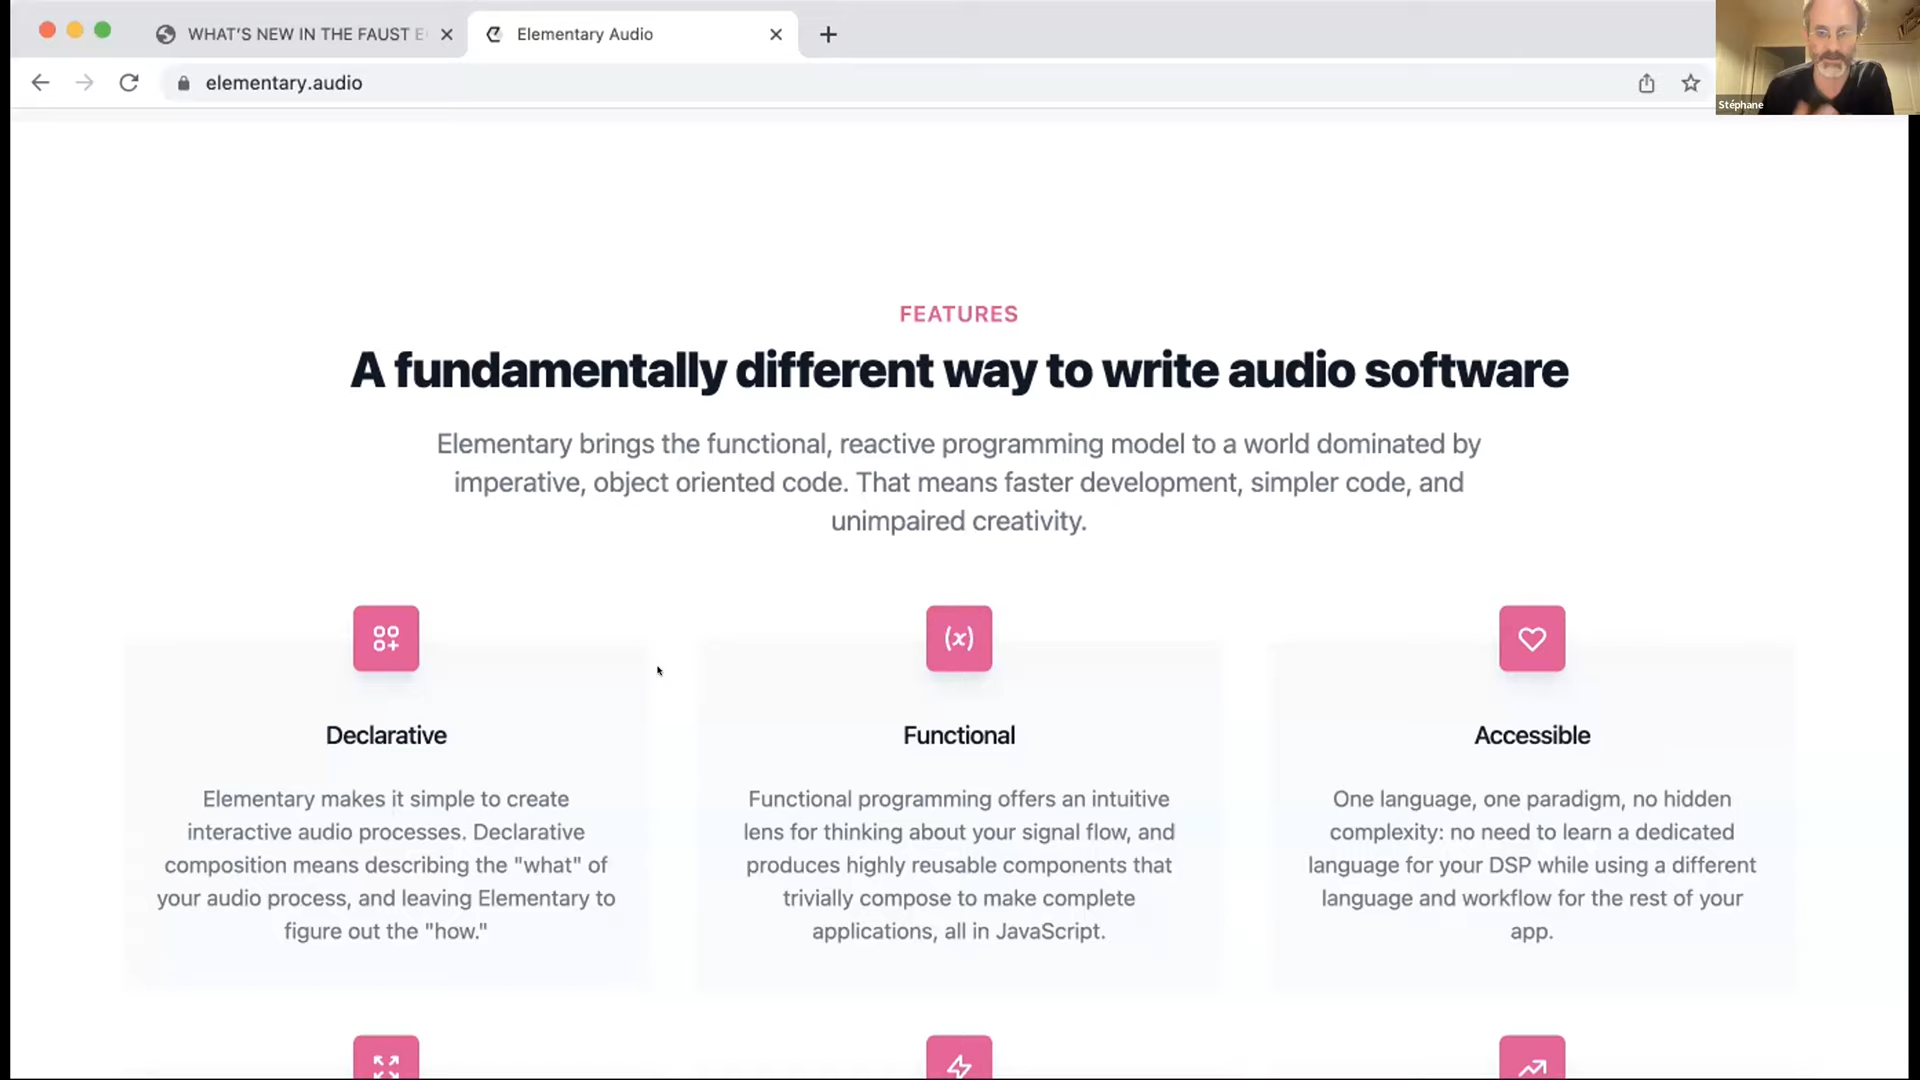 WHAT'S NEW IN THE FAUST E
Elementary Audio
elementary.audio
Stéphane
FEATURES
A fundamentally different way to write audio software
Elementary brings the functional, reactive programming model to a world dominated by
imperative, object oriented code. That means faster development, simpler code, and
unimpaired creativity.
(x)
Declarative
Elementary makes it simple to create
interactive audio processes. Declarative
composition means describing the "what" of
your audio process, and leaving Elementary to
figure out the "how."
Functional
Functional programming offers an intuitive
lens for thinking about your signal flow, and
produces highly reusable components that
trivially compose to make complete
applications, all in JavaScript.
Accessible
One language, one paradigm, no hidden
complexity: no need to learn a dedicated
language for your DSP while using a different
language and workflow for the rest of your
app.